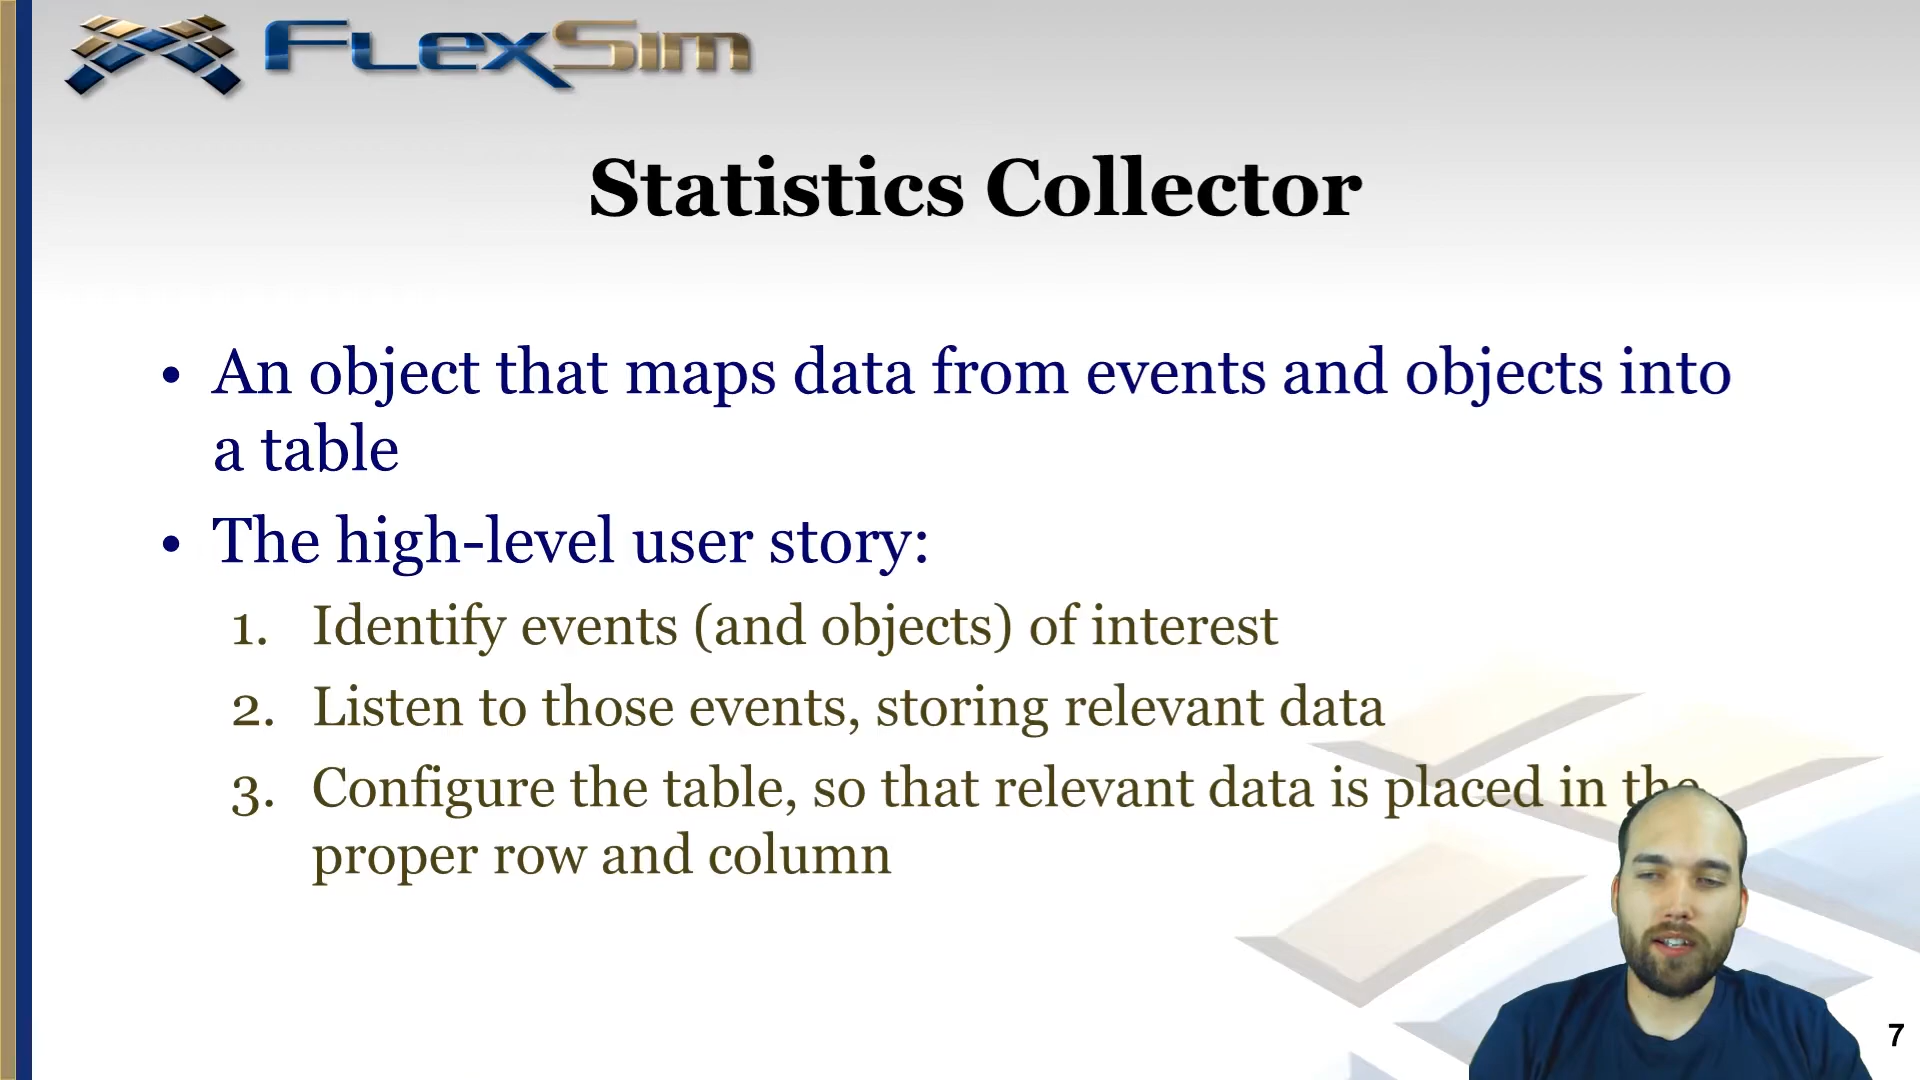 FLEXSIM
Statistics Collector
• An object that maps data from events and objects into
a table
• The high-level user story:
1. Identify events (and objects) of interest
2. Listen to those events, storing relevant data
3. Configure the table, so that relevant data is placed in the
proper row and column
7